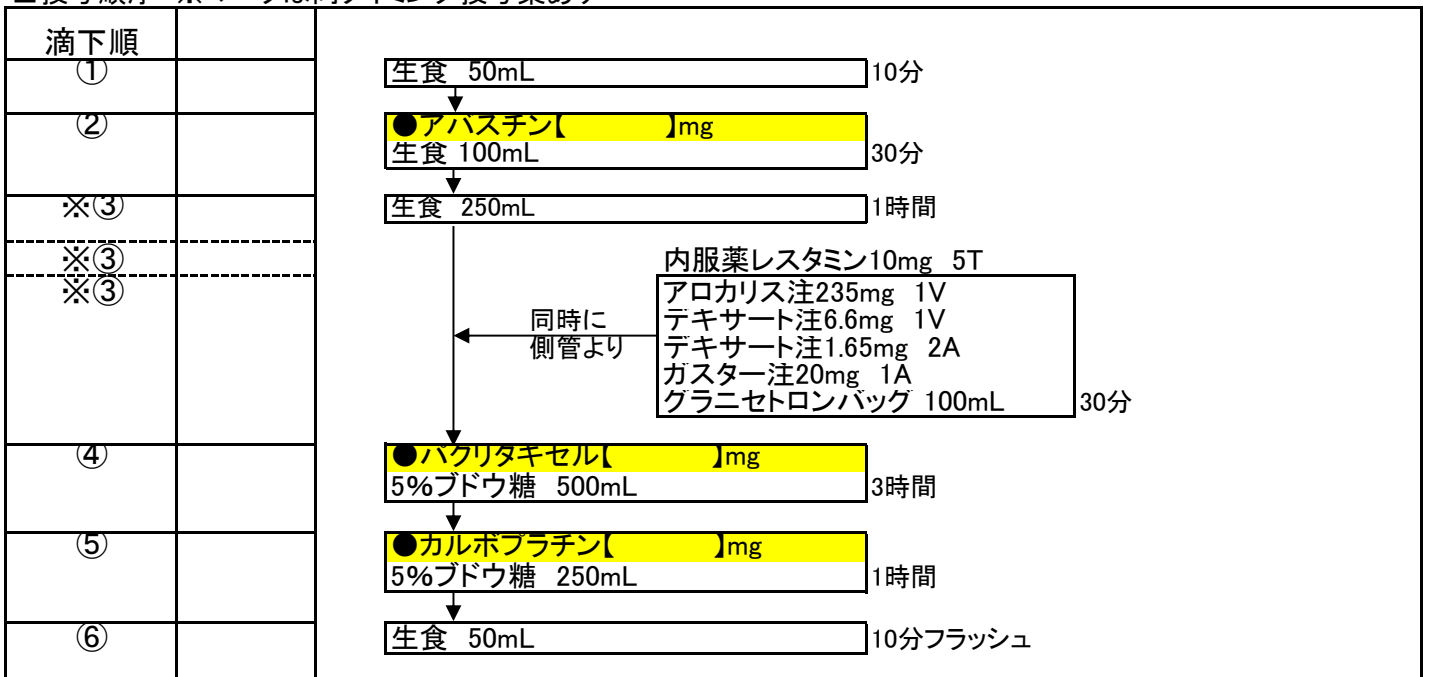 滴下順
① 生食 50mL 10分
② ●アバスチン【 】mg
生食 100mL 30分
※③ 生食 250mL 1時間
※③ 内服薬レスタミン10mg 5T
※③ アロカリス注235mg 1V
同時に デキサート注6.6mg 1V
側管より デキサート注1.65mg 2A
ガスター注20mg 1A
グラニセトロンバッグ 100mL 30分
④ ●パクリタキセル【 】mg
5%ブドウ糖 500mL 3時間
⑤ ●カルボプラチン【 】mg
5%ブドウ糖 250mL 1時間
⑥ 生食 50mL 10分フラッシュ